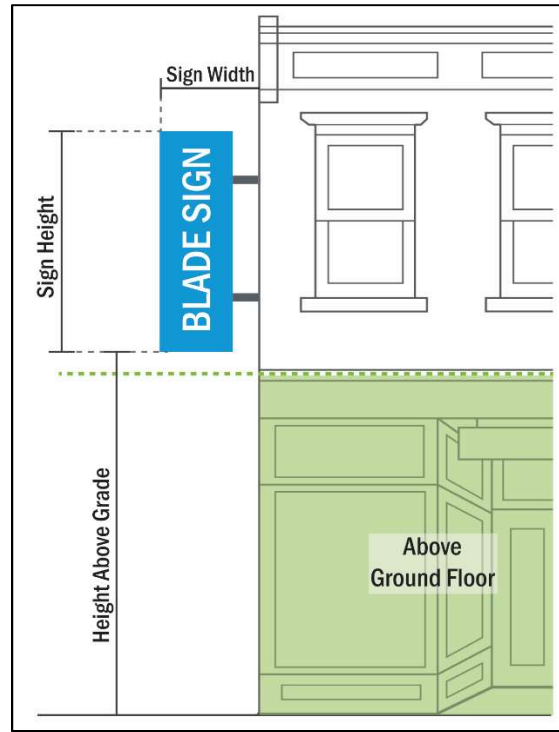 Sign Width
Sign Height
BLADE SIGN
Height Above Grade
Above
Ground Floor